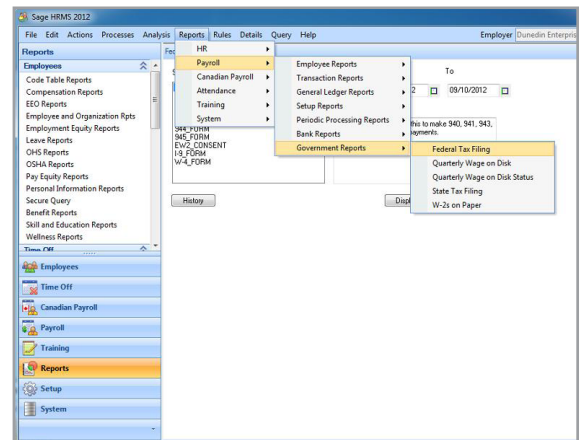 Sage HRMS 2012
File Edit Actions Processes Analysis Reports Rules Details Query Help Employer Dunedin Enterpris
Reports
Employees
Code Table Reports
Compensation Reports
EEO Reports
Employee and Organization Rpts
Employment Equity Reports
Leave Reports
OHS Reports
OSHA Reports
Pay Equity Reports
Personal Information Reports
Secure Query
Benefit Reports
Skill and Education Reports
Wellness Reports
Time Off
Employees
Time Off
Canadian Payroll
Payroll
Training
Reports
Setup
System
HR
Payroll
Canadian Payroll
Attendance
Training
System
Employee Reports
Transaction Reports
General Ledger Reports
Setup Reports
Periodic Processing Reports
Bank Reports
Government Reports
Federal Tax Filing
Quarterly Wage on Disk
Quarterly Wage on Disk Status
State Tax Filing
W-2s on Paper
To
2 09/10/2012
this to make 940, 941, 943,
944_FORM
945_FORM
EW2_CONSENT
I-9_FORM
W-4_FORM
History
Displ